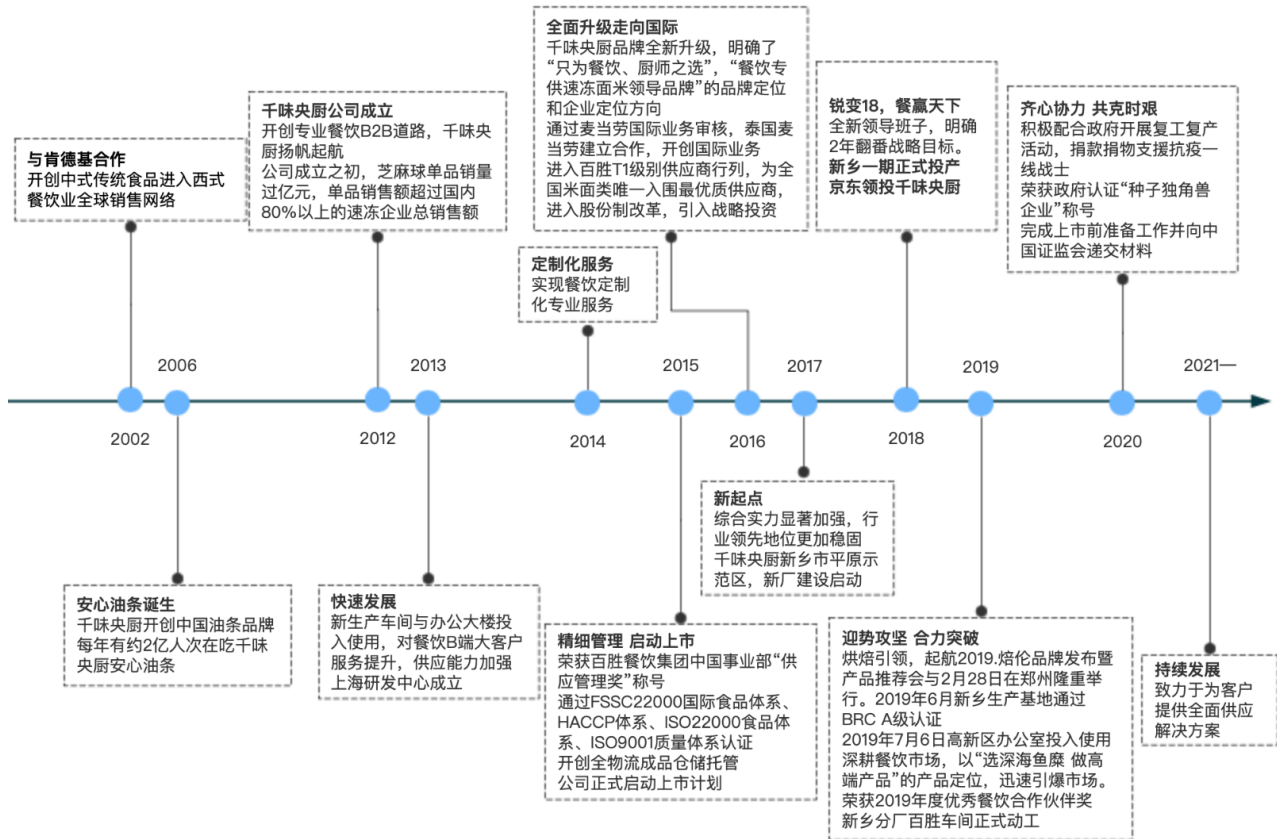 与肯德基合作
开创中式传统食品进入西式
餐饮业全球销售网络
千味央厨公司成立
开创专业餐饮B2B道路，千味央
厨扬帆起航
公司成立之初，芝麻球单品销量
过亿元，单品销售额超过国内
80%以上的速冻企业总销售额
全面升级走向国际
千味央厨品牌全新升级，明确了
“只为餐饮、厨师之选”，“餐饮专
供速冻面米领导品牌”的品牌定位
和企业定位方向
通过麦当劳国际业务审核，泰国麦
当劳建立合作，开创国际业务
进入百胜T1级别供应商行列，为全
国米面类唯一入围最优质供应商，
进入股份制改革，引入战略投资
定制化服务
实现餐饮定制
化专业服务
锐变18，餐赢天下
全新领导班子，明确
2年翻番战略目标。
新乡一期正式投产
京东领投千味央厨
齐心协力 共克时艰
积极配合政府开展复工复产
活动，捐款捐物支援抗疫一
线战士
荣获政府认证“种子独角兽
企业”称号
完成上市前准备工作并向中
国证监会递交材料
2006
2013
2015
2017
2019
2021—
2002
2012
2014
2016
2018
2020
安心油条诞生
千味央厨开创中国油条品牌
每年有约2亿人次在吃千味
央厨安心油条
快速发展
新生产车间与办公大楼投
入使用，对餐饮B端大客户
服务提升，供应能力加强
上海研发中心成立
精细管理 启动上市
荣获百胜餐饮集团中国事业部“供
应管理奖”称号
通过FSSC22000国际食品体系、
HACCP体系、ISO22000食品体
系、ISO9001质量体系认证
开创全物流成品仓储托管
公司正式启动上市计划
新起点
综合实力显著加强，行
业领先地位更加稳固
千味央厨新乡市平原示
范区，新厂建设启动
迎势攻坚 合力突破
烘焙引领，起航2019.焙伦品牌发布暨
产品推荐会与2月28日在郑州隆重举
行。2019年6月新乡生产基地通过
BRC A级认证
2019年7月6日高新区办公室投入使用
深耕餐饮市场，以“选深海鱼糜 做高
端产品”的产品定位，迅速引爆市场。
荣获2019年度优秀餐饮合作伙伴奖
新乡分厂百胜车间正式动工
持续发展
致力于为客户
提供全面供应
解决方案